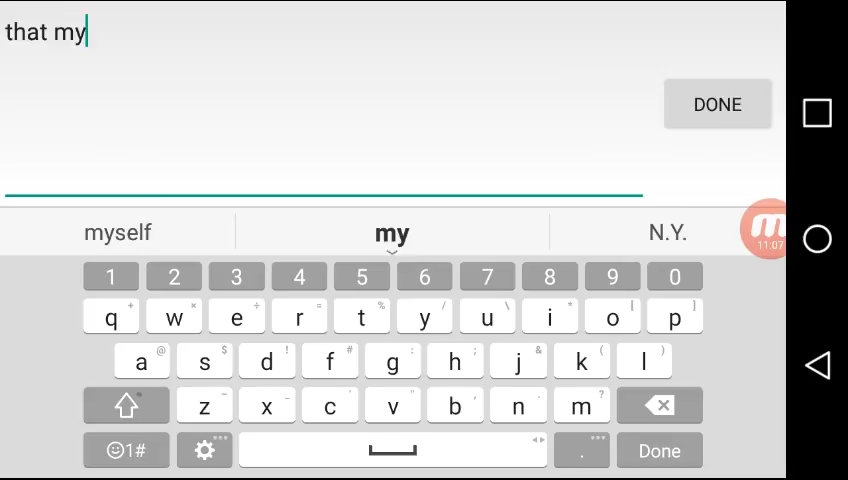 that my
DONE
myself my N.Y.
11:07
1 2 3 4 5 6 7 8 9 0
q + w × e ÷ r = t % y / u \ i * o [ p ]
a @ s $ d ! f # g : h ; j & k ( l )
z - x _ c ' v " b , n . m ?
1# . Done